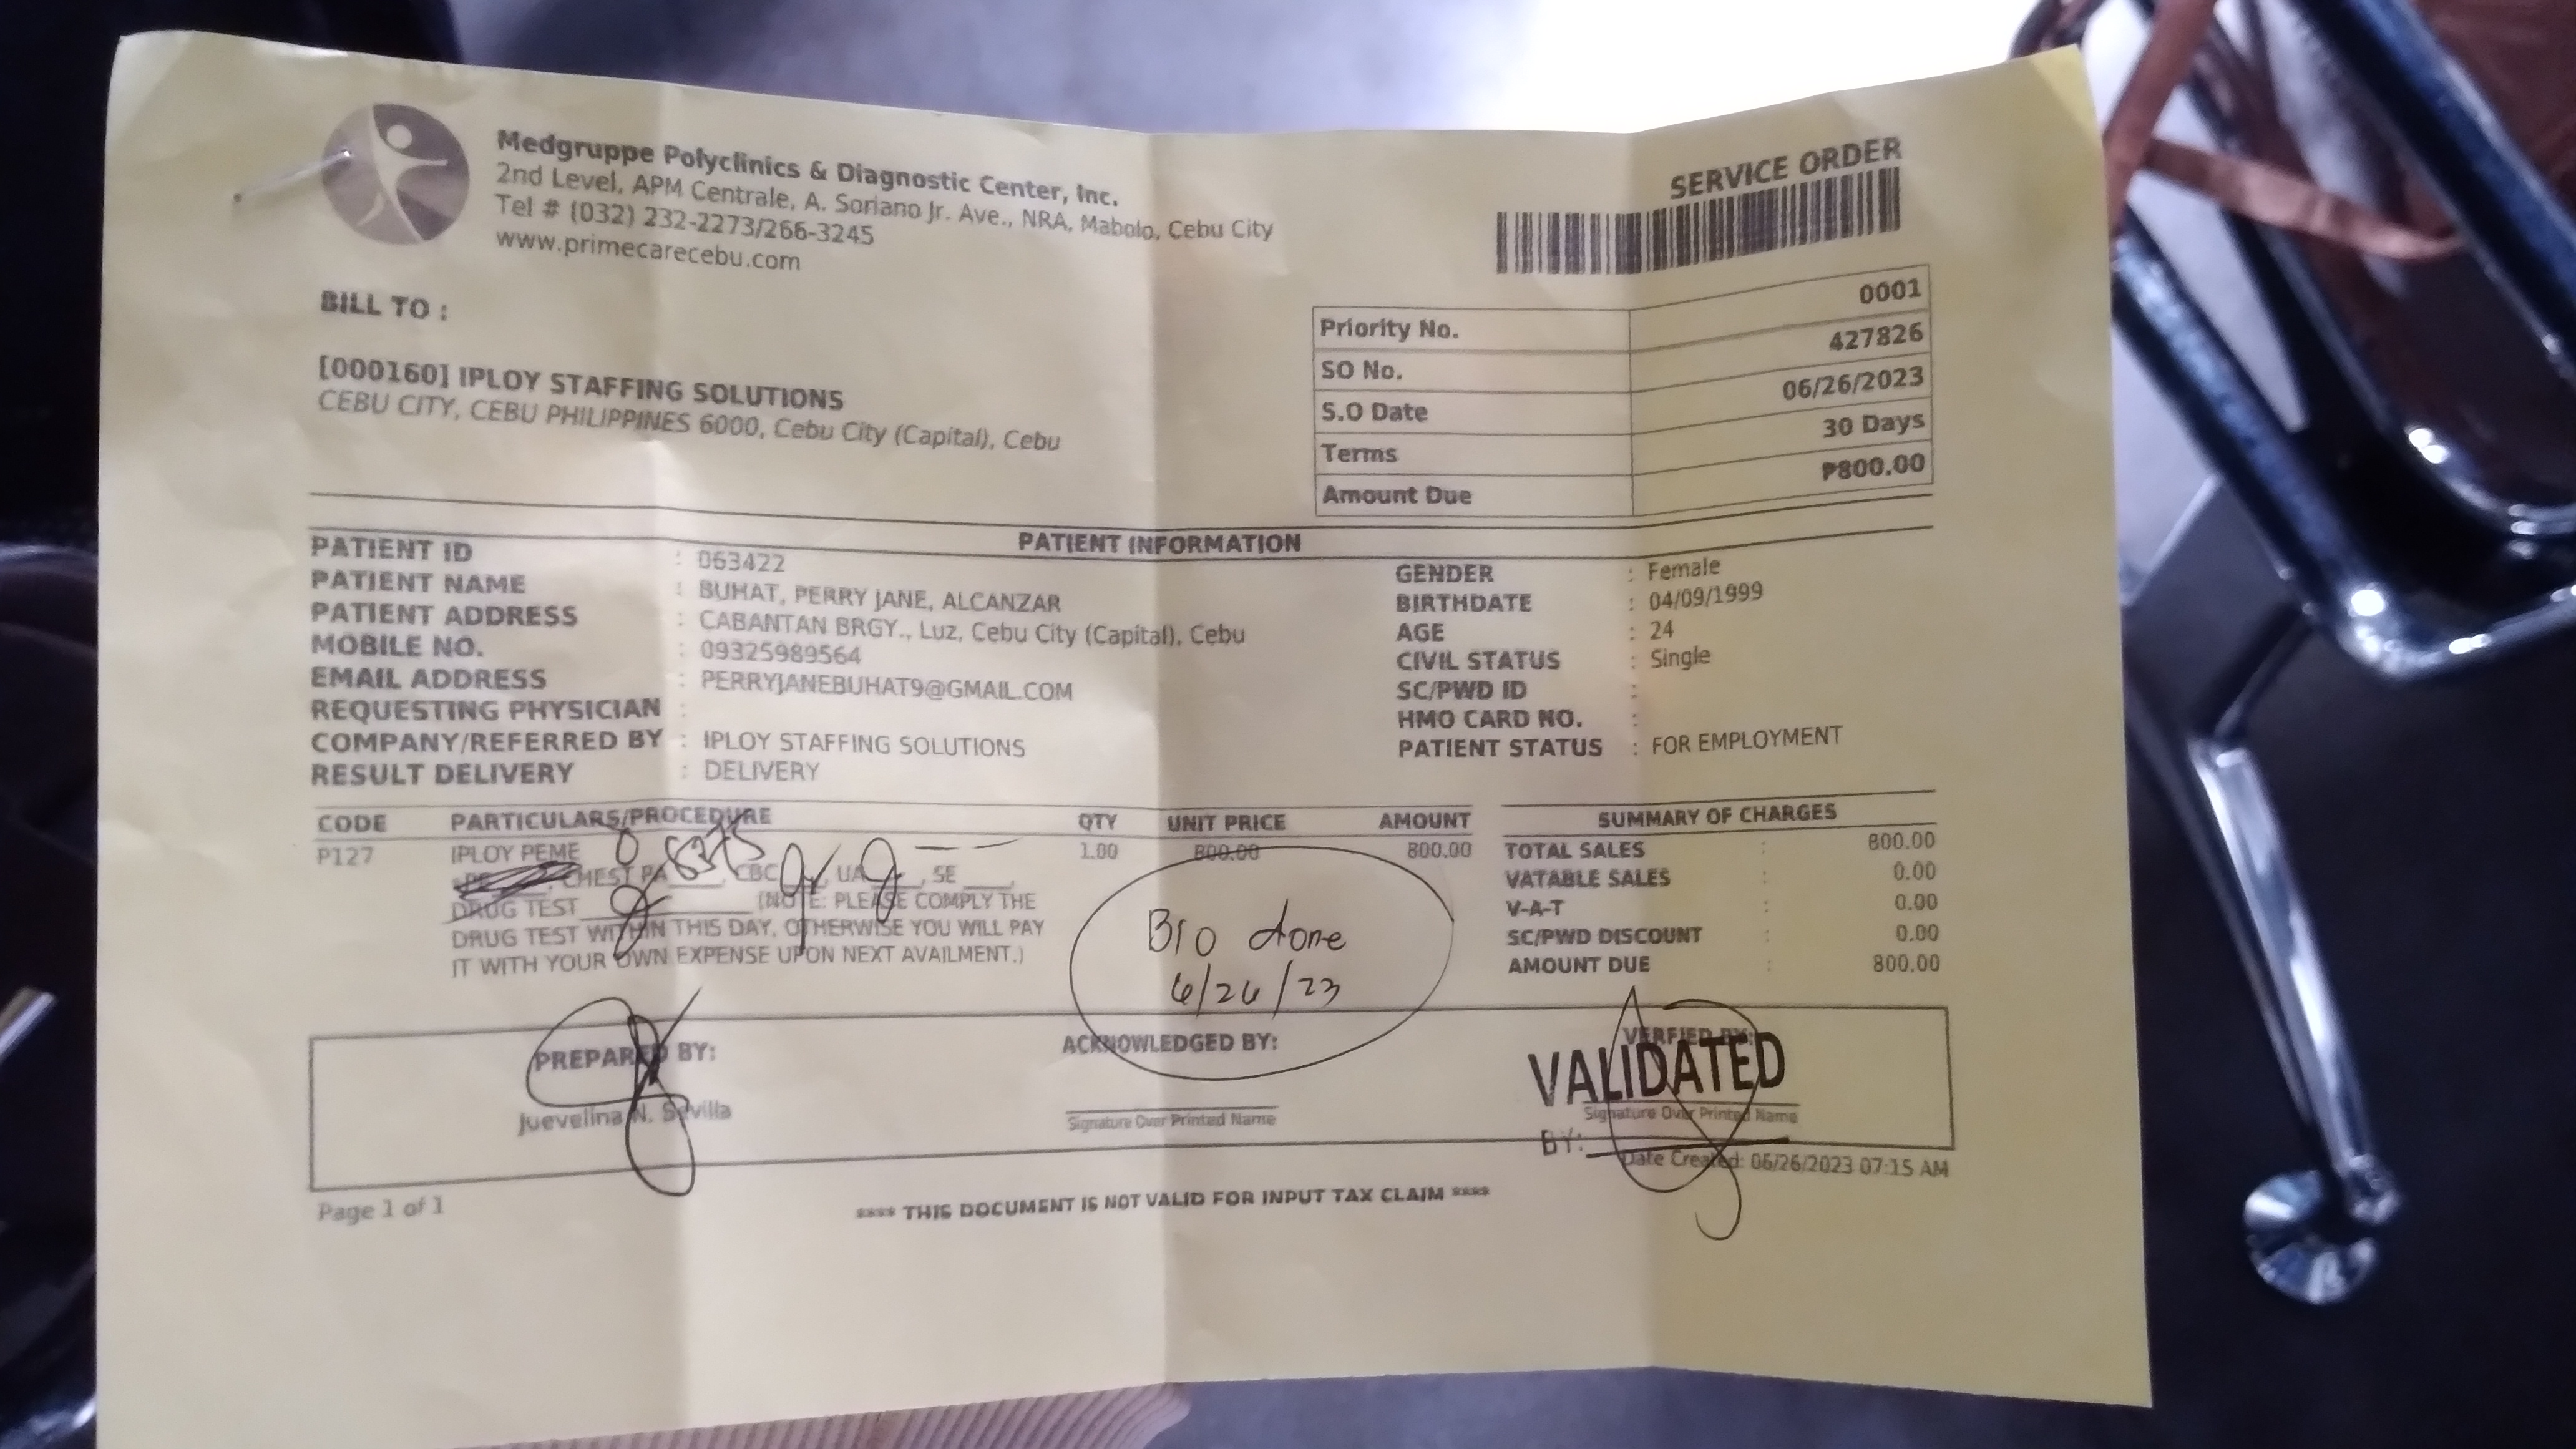 Medgruppe Polyclinics & Diagnostic Center, Inc.
2nd Level, APM Centrale, A. Soriano Jr. Ave., NRA, Mabolo, Cebu City
Tel # (032) 232-2273/266-3245
www.primecarecebu.com
SERVICE ORDER
BILL TO :
[000160] IPLOY STAFFING SOLUTIONS
CEBU CITY, CEBU PHILIPPINES 6000, Cebu City (Capital), Cebu
Priority No. 0001
SO No. 427826
S.O Date 06/26/2023
Terms 30 Days
Amount Due ₱800.00
PATIENT INFORMATION
PATIENT ID : 063422
PATIENT NAME : BUHAT, PERRY JANE, ALCANZAR
PATIENT ADDRESS : CABANTAN BRGY., Luz, Cebu City (Capital), Cebu
MOBILE NO. : 09325989564
EMAIL ADDRESS : PERRYJANEBUHAT9@GMAIL.COM
REQUESTING PHYSICIAN :
COMPANY/REFERRED BY : IPLOY STAFFING SOLUTIONS
RESULT DELIVERY : DELIVERY
GENDER : Female
BIRTHDATE : 04/09/1999
AGE : 24
CIVIL STATUS : Single
SC/PWD ID :
HMO CARD NO. :
PATIENT STATUS : FOR EMPLOYMENT
CODE PARTICULARS/PROCEDURE QTY UNIT PRICE AMOUNT
P127 IPLOY PEME 1.00 800.00 800.00
CHEST PA ____, CBC ____, UA ____, SE ____,
DRUG TEST ____ (NOTE: PLEASE COMPLY THE
DRUG TEST WITHIN THIS DAY, OTHERWISE YOU WILL PAY
IT WITH YOUR OWN EXPENSE UPON NEXT AVAILMENT.)
Bio done
6/26/23
SUMMARY OF CHARGES
TOTAL SALES : 800.00
VATABLE SALES : 0.00
V-A-T : 0.00
SC/PWD DISCOUNT : 0.00
AMOUNT DUE : 800.00
PREPARED BY:
Juevelina N. Sevilla
ACKNOWLEDGED BY:
Signature Over Printed Name
VERFIED BY:
VALIDATED
Signature Over Printed Name
BY:
Date Created: 06/26/2023 07:15 AM
Page 1 of 1
**** THIS DOCUMENT IS NOT VALID FOR INPUT TAX CLAIM ****